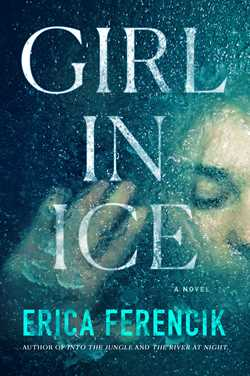 GIRL
IN
ICE
A NOVEL
ERICA FERENCIK
AUTHOR OF INTO THE JUNGLE AND THE RIVER AT NIGHT.